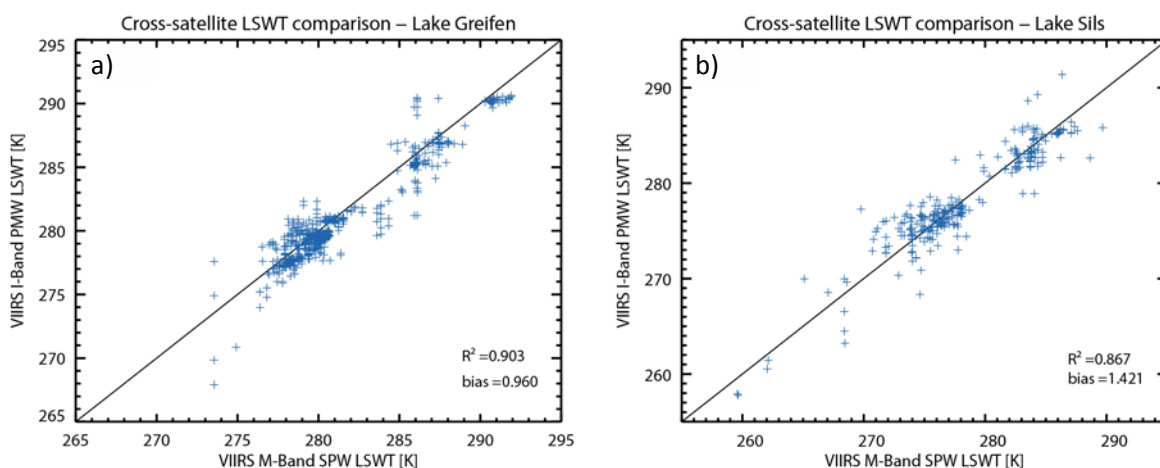 Cross-satellite LSWT comparison – Lake Greifen
a)
295
290
285
280
275
270
265
VIIRS I-Band PMW LSWT [K]
R² =0.903
bias =0.960
265 270 275 280 285 290 295
VIIRS M-Band SPW LSWT [K]
Cross-satellite LSWT comparison – Lake Sils
b)
290
280
270
260
VIIRS I-Band PMW LSWT [K]
R² =0.867
bias =1.421
260 270 280 290
VIIRS M-Band SPW LSWT [K]